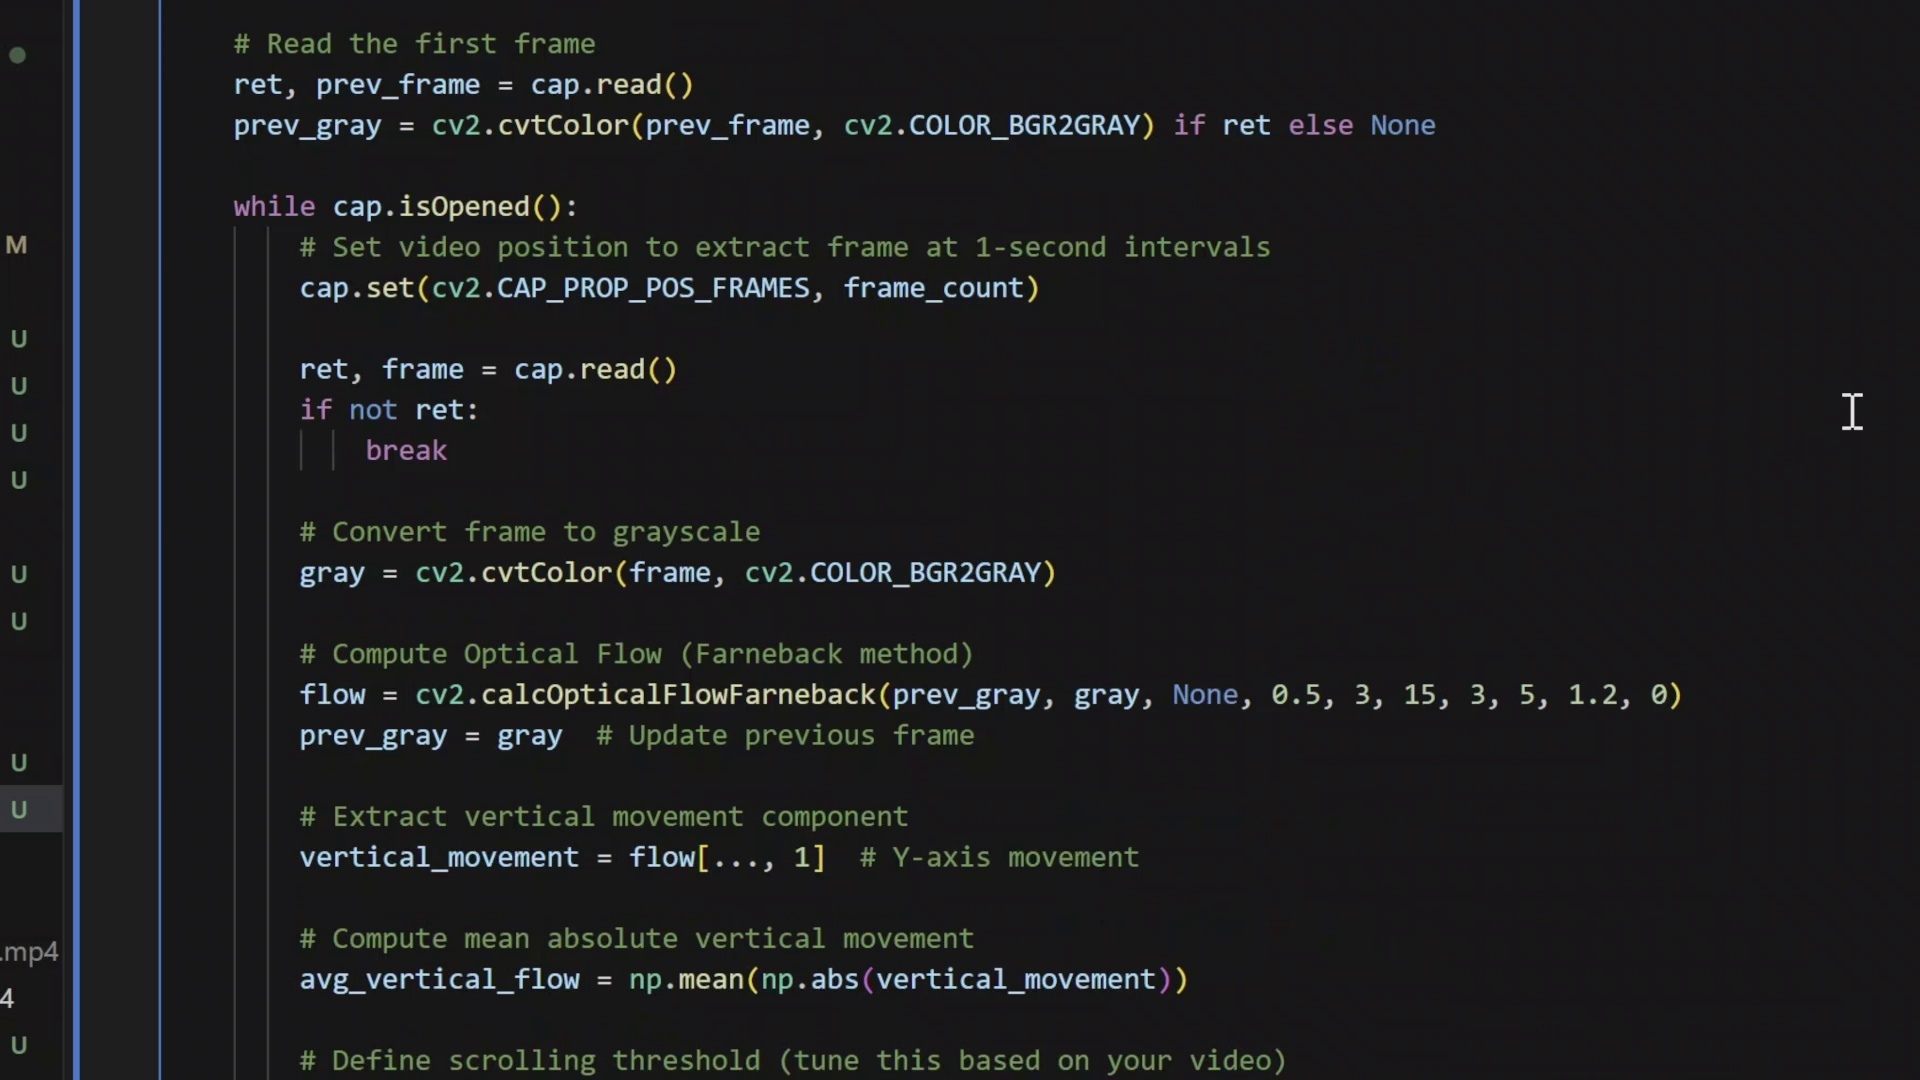 # Read the first frame
ret, prev_frame = cap.read()
prev_gray = cv2.cvtColor(prev_frame, cv2.COLOR_BGR2GRAY) if ret else None
while cap.isOpened():
# Set video position to extract frame at 1-second intervals
cap.set(cv2.CAP_PROP_POS_FRAMES, frame_count)
M
U
ret, frame = cap.read()
U
if not ret:
U
break
U
# Convert frame to grayscale
gray = cv2.cvtColor(frame, cv2.COLOR_BGR2GRAY)
U
U
# Compute Optical Flow (Farneback method)
flow = cv2.calcOpticalFlowFarneback(prev_gray, gray, None, 0.5, 3, 15, 3, 5, 1.2, 0)
prev_gray = gray  # Update previous frame
U
U
# Extract vertical movement component
vertical_movement = flow[..., 1]  # Y-axis movement
# Compute mean absolute vertical movement
.mp4
avg_vertical_flow = np.mean(np.abs(vertical_movement))
4
U
# Define scrolling threshold (tune this based on your video)